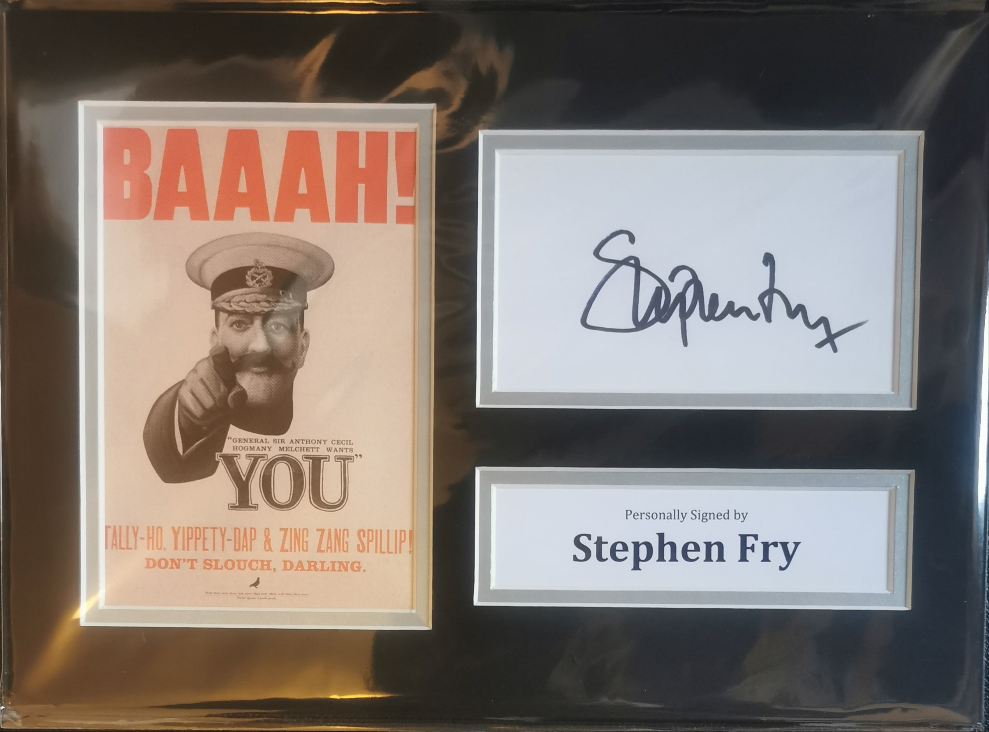 BAAAH!
"GENERAL SIR ANTHONY CECIL
HOGMANY MELCHETT WANTS
YOU"
TALLY-HO, YIPPETY-DAP & ZING ZANG SPILLIP!
DON'T SLOUCH, DARLING.
Stephen Fry
Personally Signed by
Stephen Fry